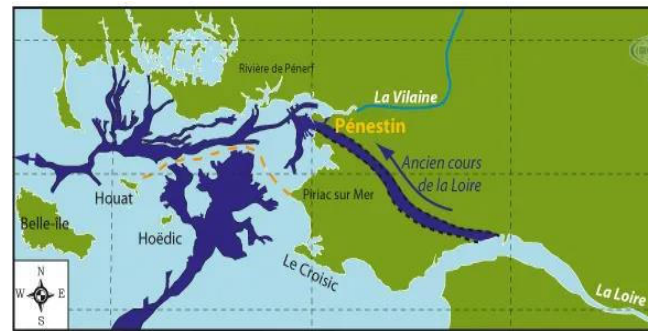 Rivière de Pénerf
La Vilaine
Pénestin
Ancien cours
de la Loire
Houat
Piriac sur Mer
Belle-île
Hoëdic
Le Croisic
La Loire
N
W E
S